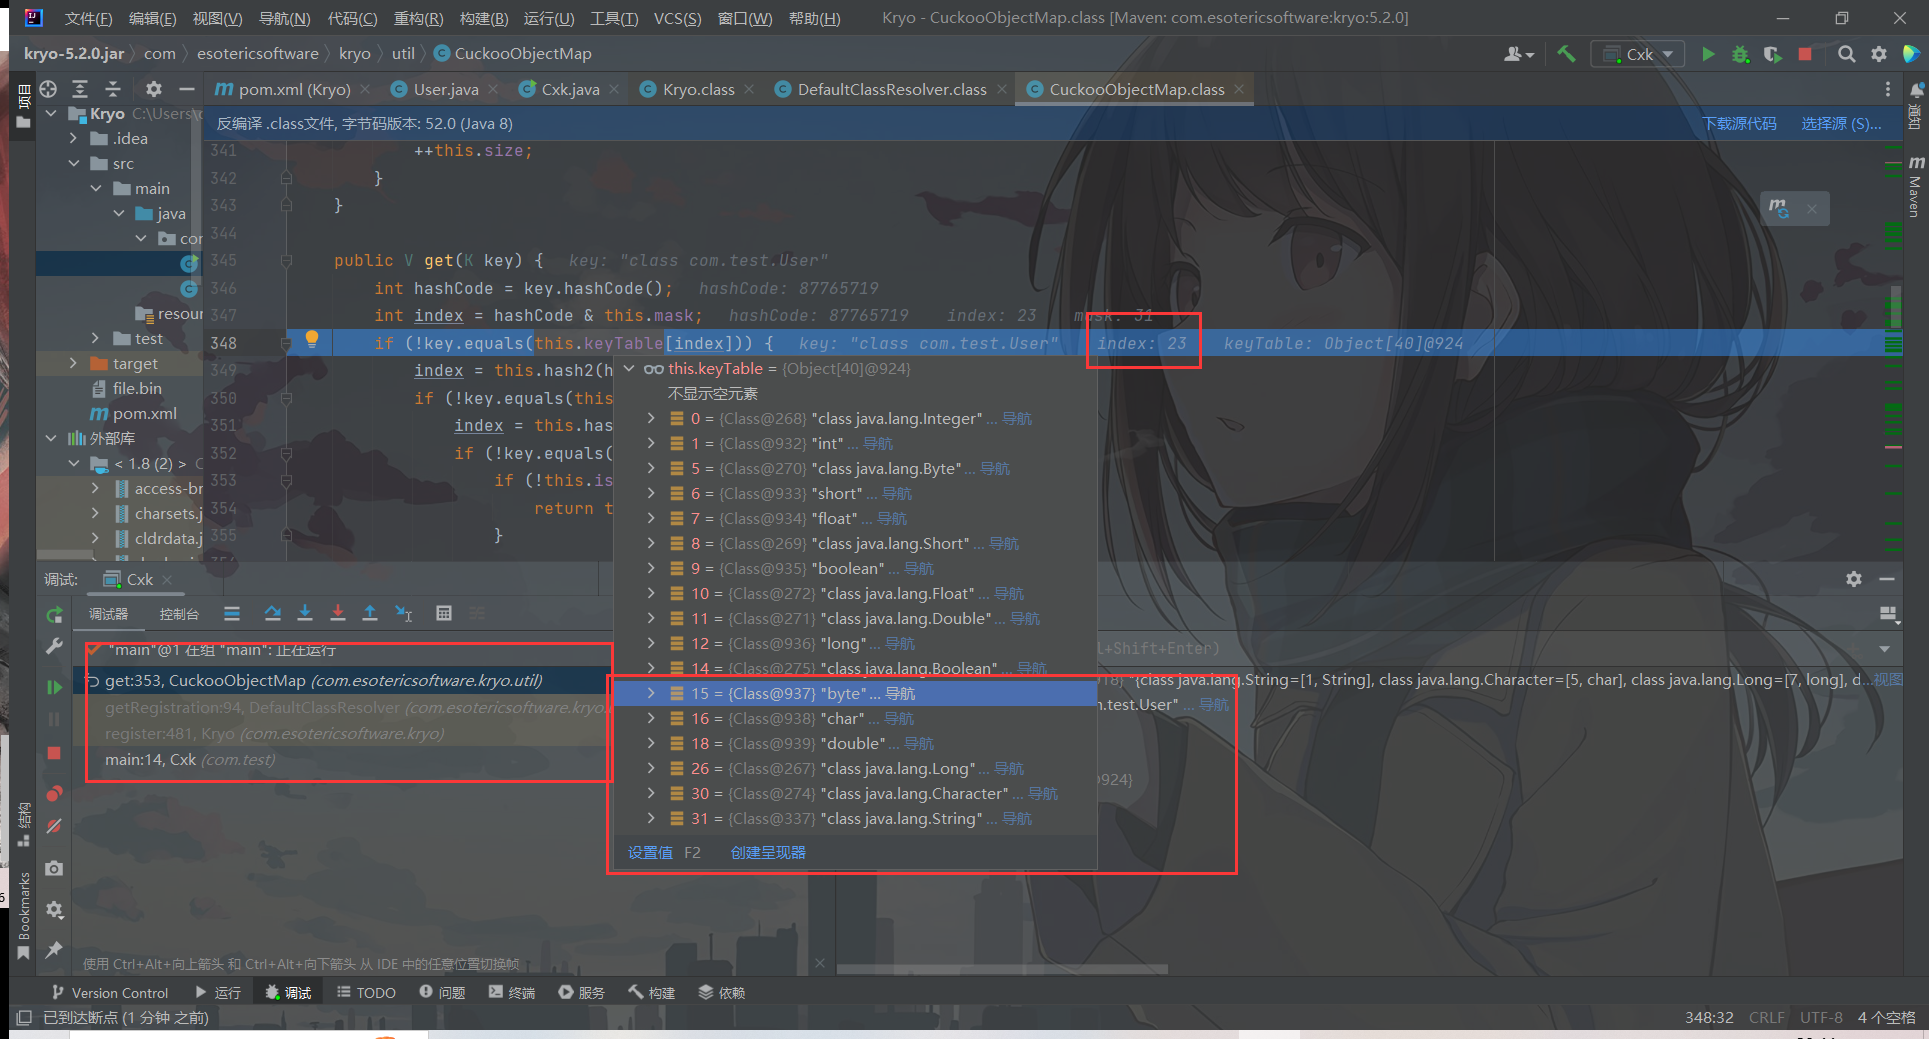 文件(F) 编辑(E) 视图(V) 导航(N) 代码(C) 重构(R) 构建(B) 运行(U) 工具(T) VCS(S) 窗口(W) 帮助(H) Kryo - CuckooObjectMap.class [Maven: com.esotericsoftware:kryo:5.2.0]
kryo-5.2.0.jar com esotericsoftware kryo util CuckooObjectMap Cxk
项目
pom.xml (Kryo) User.java Cxk.java Kryo.class DefaultClassResolver.class CuckooObjectMap.class
通知
Maven
Kryo C:\Users\
.idea
src
main
java
resour
test
target
file.bin
pom.xml
外部库
< 1.8 (2) >
access-br
charsets.j
cldrdata.j
反编译 .class文件, 字节码版本: 52.0 (Java 8) 下载源代码 选择源 (S)...
341 ++this.size;
342 }
343 }
344
345 public V get(K key) { key: "class com.test.User"
346 int hashCode = key.hashCode(); hashCode: 87765719
347 int index = hashCode & this.mask; hashCode: 87765719 index: 23 mask: 31
348 if (!key.equals(this.keyTable[index])) { key: "class com.test.User" index: 23 keyTable: Object[40]@924
349 index = this.hash2(h
350 if (!key.equals(this
351 index = this.has
352 if (!key.equals(
353 if (!this.is
354 return t
355 }
this.keyTable = {Object[40]@924}
不显示空元素
0 = {Class@268} "class java.lang.Integer" ... 导航
1 = {Class@932} "int" ... 导航
5 = {Class@270} "class java.lang.Byte" ... 导航
6 = {Class@933} "short" ... 导航
7 = {Class@934} "float" ... 导航
8 = {Class@269} "class java.lang.Short" ... 导航
9 = {Class@935} "boolean" ... 导航
10 = {Class@272} "class java.lang.Float" ... 导航
11 = {Class@271} "class java.lang.Double" ... 导航
12 = {Class@936} "long" ... 导航
14 = {Class@275} "class java.lang.Boolean" ... 导航
15 = {Class@937} "byte" ... 导航
16 = {Class@938} "char" ... 导航
18 = {Class@939} "double" ... 导航
26 = {Class@267} "class java.lang.Long" ... 导航
30 = {Class@274} "class java.lang.Character" ... 导航
31 = {Class@337} "class java.lang.String" ... 导航
设置值 F2 创建呈现器
调试: Cxk
调试器 控制台
"main"@1 在组 "main": 正在运行
get:353, CuckooObjectMap (com.esotericsoftware.kryo.util)
getRegistration:94, DefaultClassResolver (com.esotericsoftware.kryo.
register:481, Kryo (com.esotericsoftware.kryo)
main:14, Cxk (com.test)
l+Shift+Enter)
"{class java.lang.String=[1, String], class java.lang.Character=[5, char], class java.lang.Long=[7, long], d... 视图
m.test.User" ... 导航
924}
结构
Bookmarks
使用 Ctrl+Alt+向上箭头 和 Ctrl+Alt+向下箭头 从 IDE 中的任意位置切换帧
Version Control 运行 调试 TODO 问题 终端 服务 构建 依赖
已到达断点 (1 分钟 之前) 348:32 CRLF UTF-8 4 个空格